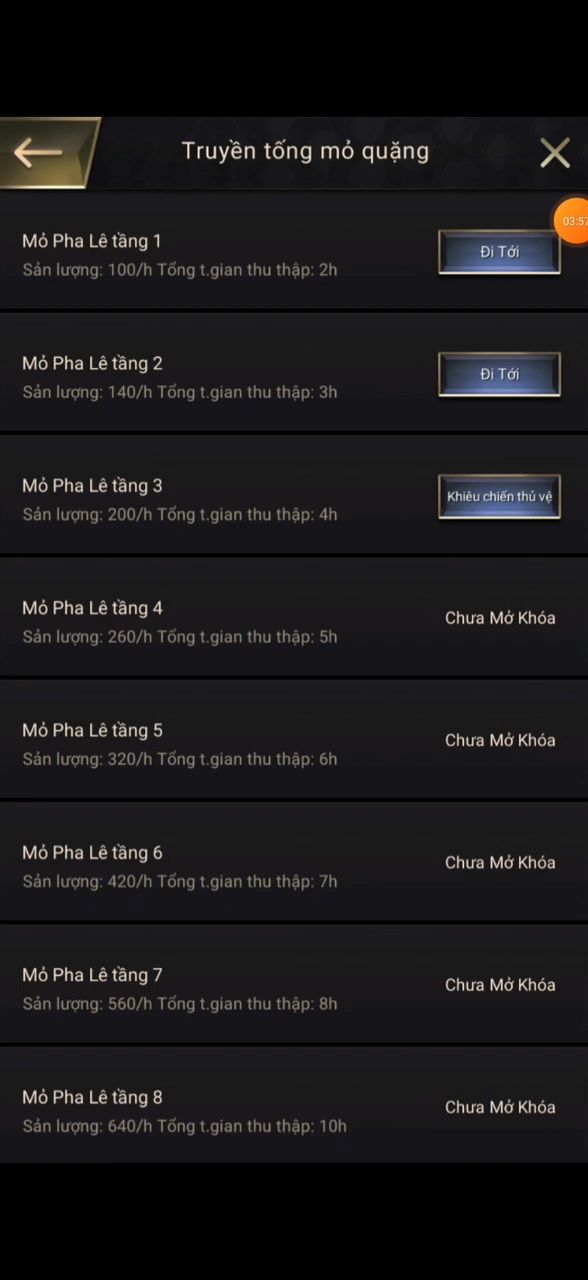 Truyền tống mỏ quặng
03:57
Mỏ Pha Lê tầng 1
Sản lượng: 100/h Tổng t.gian thu thập: 2h
Đi Tới
Mỏ Pha Lê tầng 2
Sản lượng: 140/h Tổng t.gian thu thập: 3h
Đi Tới
Mỏ Pha Lê tầng 3
Sản lượng: 200/h Tổng t.gian thu thập: 4h
Khiêu chiến thủ vệ
Mỏ Pha Lê tầng 4
Sản lượng: 260/h Tổng t.gian thu thập: 5h
Chưa Mở Khóa
Mỏ Pha Lê tầng 5
Sản lượng: 320/h Tổng t.gian thu thập: 6h
Chưa Mở Khóa
Mỏ Pha Lê tầng 6
Sản lượng: 420/h Tổng t.gian thu thập: 7h
Chưa Mở Khóa
Mỏ Pha Lê tầng 7
Sản lượng: 560/h Tổng t.gian thu thập: 8h
Chưa Mở Khóa
Mỏ Pha Lê tầng 8
Sản lượng: 640/h Tổng t.gian thu thập: 10h
Chưa Mở Khóa